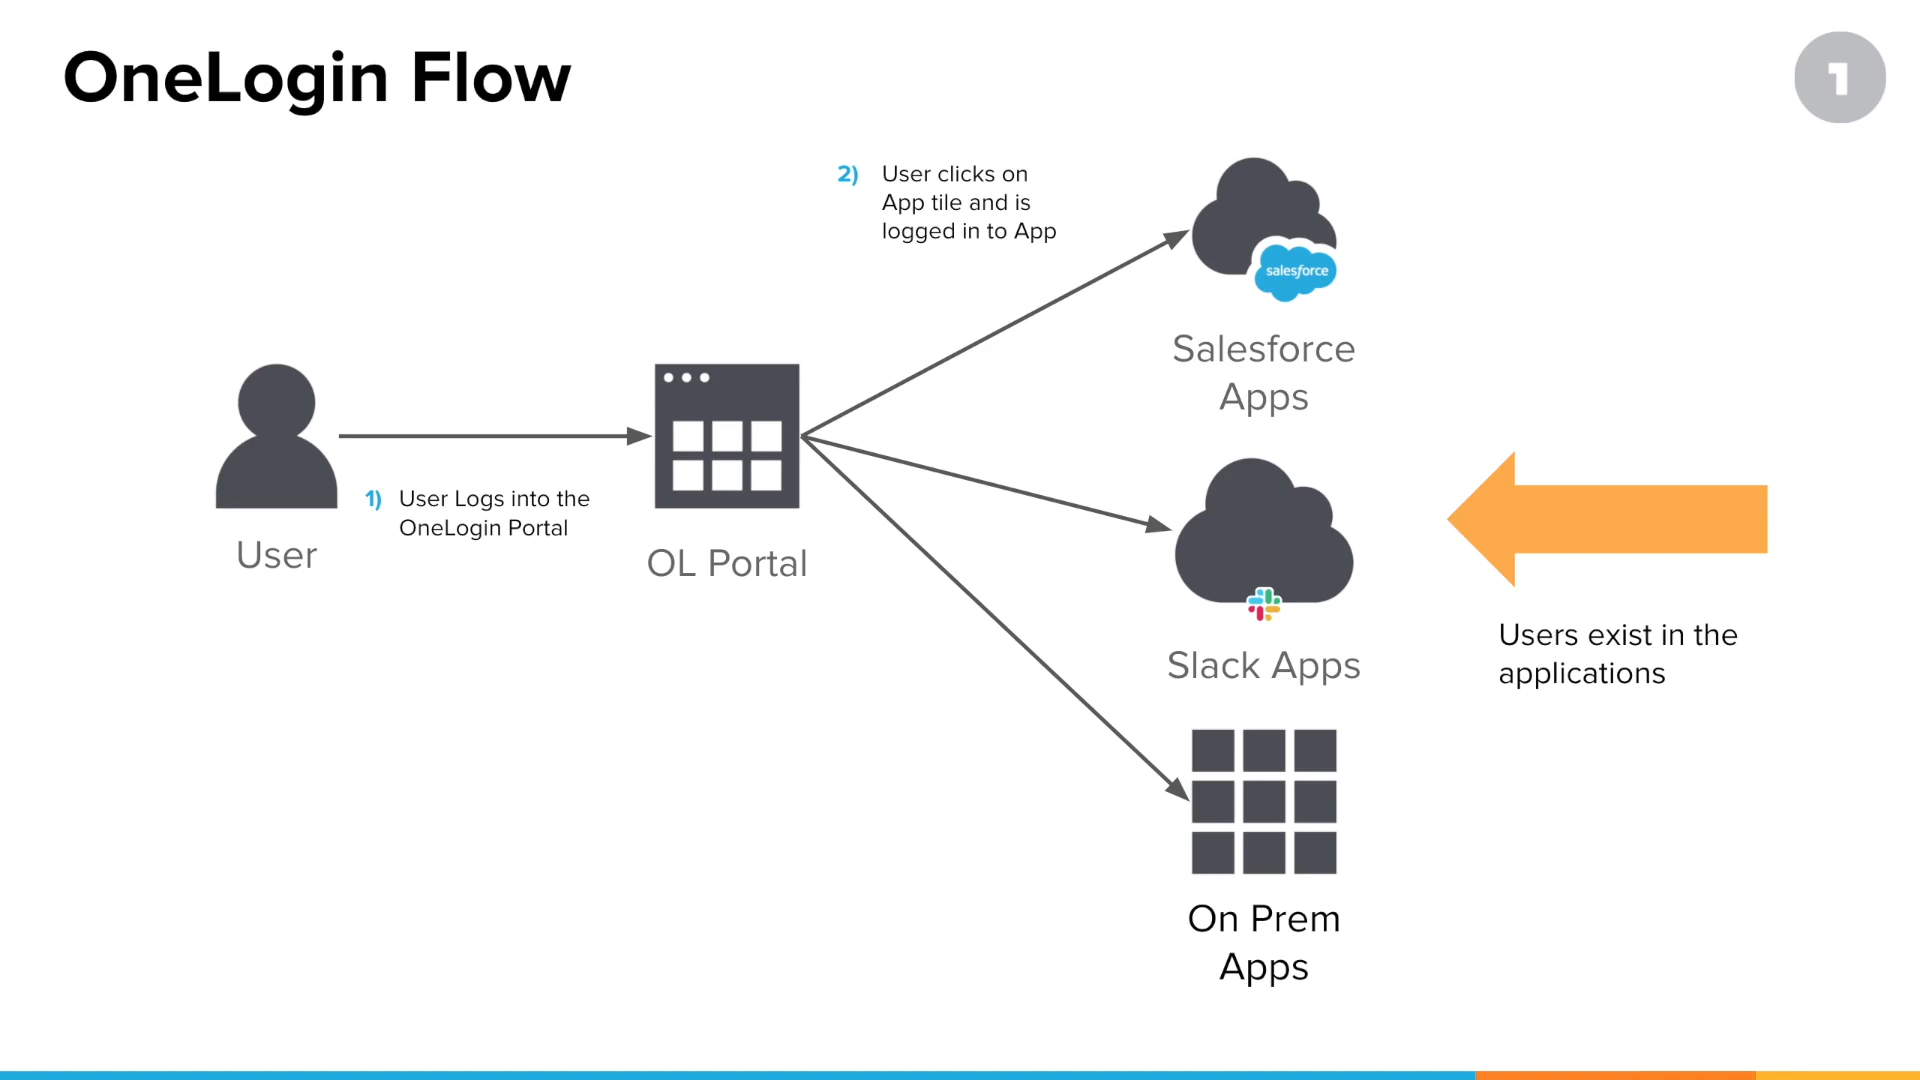 OneLogin Flow
1
2) User clicks on
App tile and is
logged in to App
salesforce
Salesforce
Apps
1) User Logs into the
OneLogin Portal
User
OL Portal
Slack Apps
Users exist in the
applications
On Prem
Apps